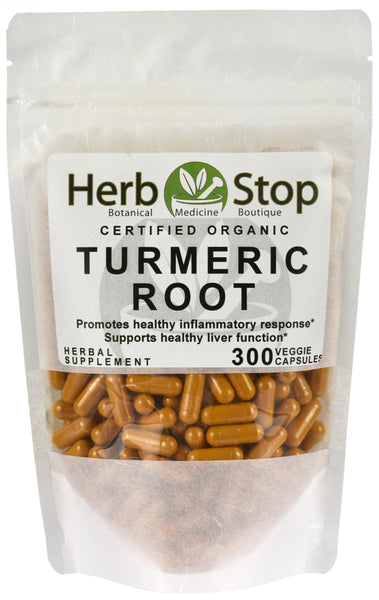 Herb Stop
Botanical Medicine Boutique
CERTIFIED ORGANIC
TURMERIC
ROOT
Promotes healthy inflammatory response*
Supports healthy liver function*
HERBAL SUPPLEMENT
300 VEGGIE CAPSULES